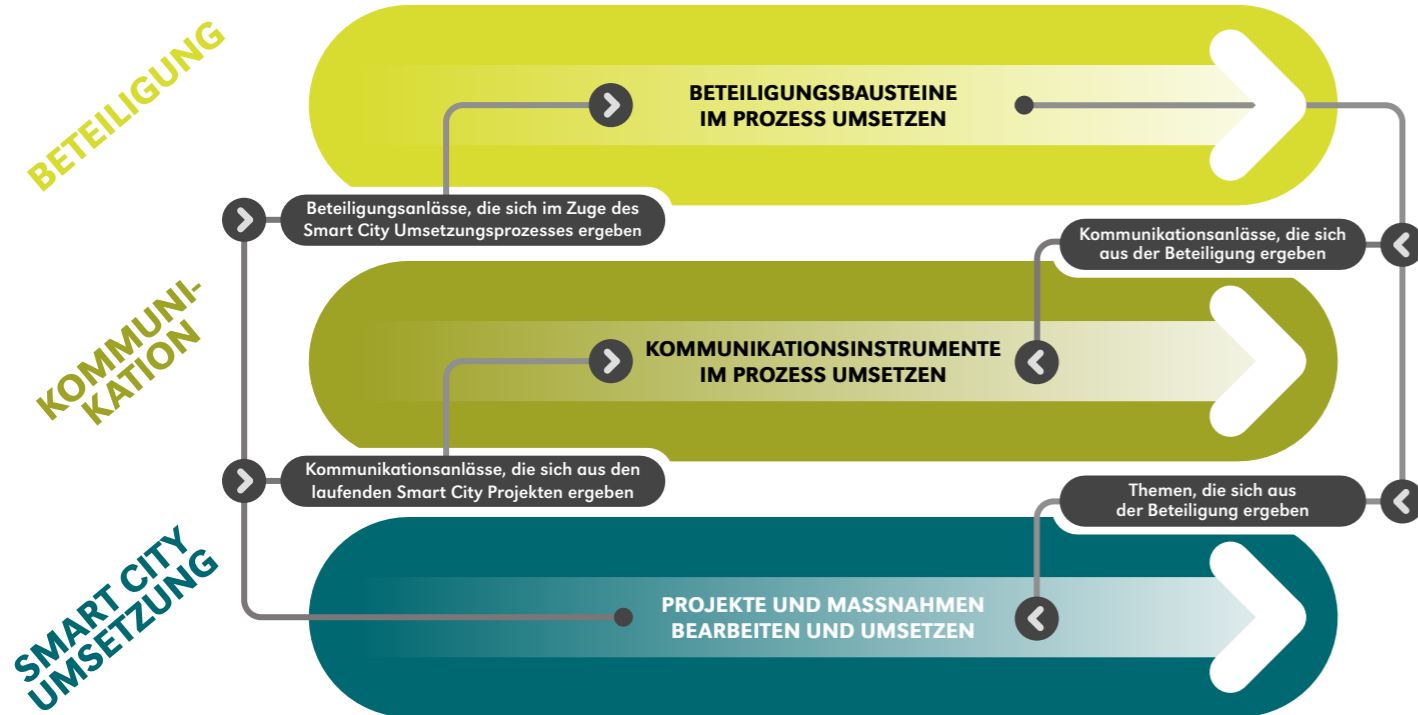 BETEILIGUNG
BETEILIGUNGSBAUSTEINE
IM PROZESS UMSETZEN
Beteiligungsanlässe, die sich im Zuge des
Smart City Umsetzungsprozesses ergeben
Kommunikationsanlässe, die sich
aus der Beteiligung ergeben
KOMMUNI-
KATION
KOMMUNIKATIONSINSTRUMENTE
IM PROZESS UMSETZEN
Kommunikationsanlässe, die sich aus den
laufenden Smart City Projekten ergeben
Themen, die sich aus
der Beteiligung ergeben
SMART CITY
UMSETZUNG
PROJEKTE UND MASSNAHMEN
BEARBEITEN UND UMSETZEN